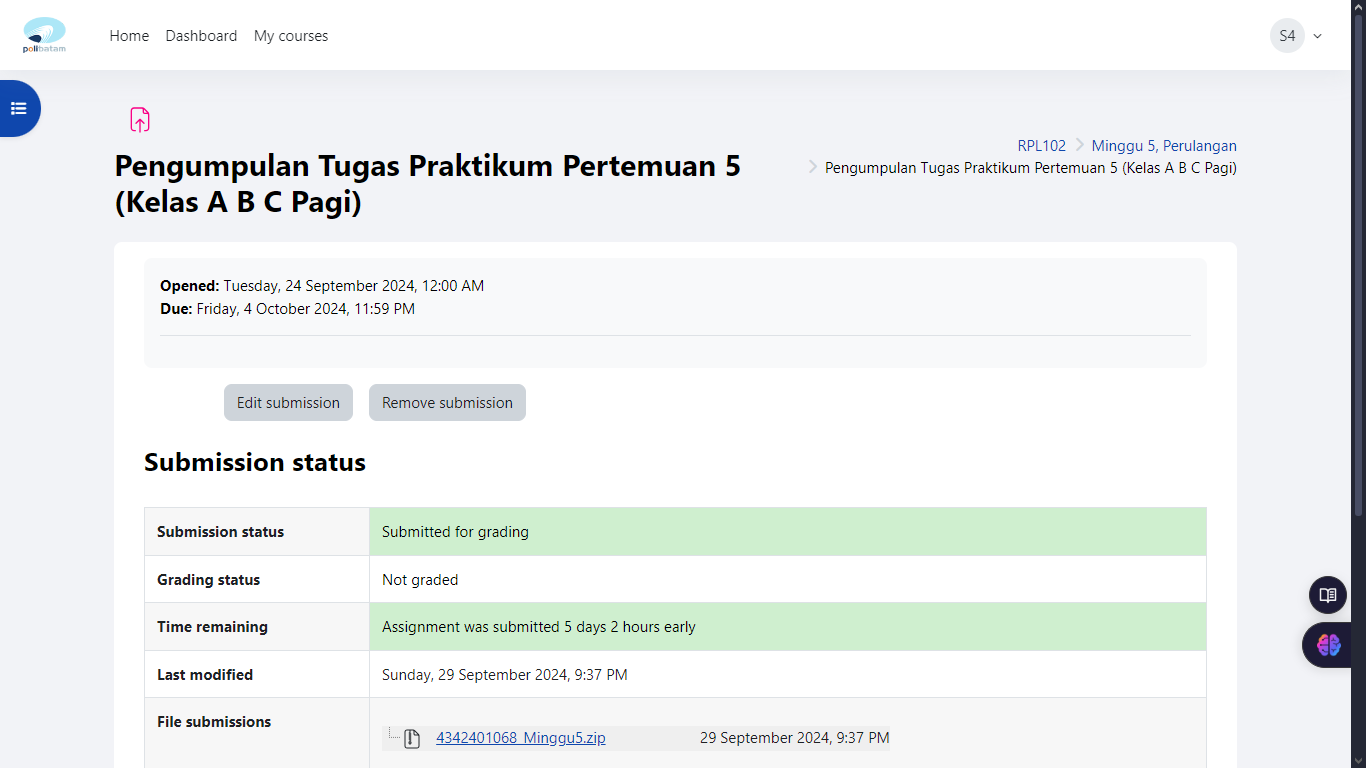 polibatam
Home Dashboard My courses
S4
RPL102 Minggu 5, Perulangan
Pengumpulan Tugas Praktikum Pertemuan 5 (Kelas A B C Pagi)
Pengumpulan Tugas Praktikum Pertemuan 5
(Kelas A B C Pagi)
Opened: Tuesday, 24 September 2024, 12:00 AM
Due: Friday, 4 October 2024, 11:59 PM
Edit submission Remove submission
Submission status
Submission status Submitted for grading
Grading status Not graded
Time remaining Assignment was submitted 5 days 2 hours early
Last modified Sunday, 29 September 2024, 9:37 PM
File submissions
4342401068_Minggu5.zip 29 September 2024, 9:37 PM